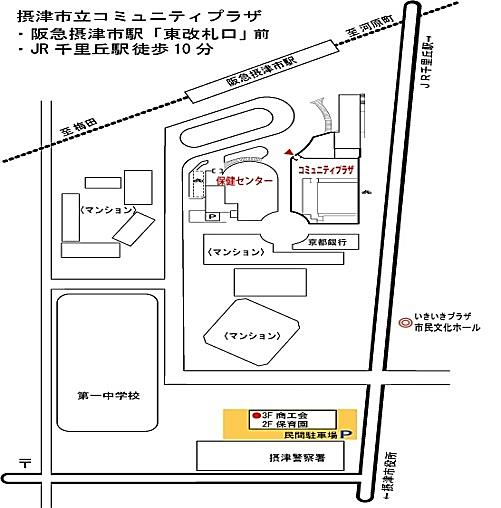 摂津市立コミュニティプラザ
・阪急摂津市駅「東改札口」前
・JR千里丘駅徒歩10分
至河原町
JR千里丘駅→
阪急摂津市駅
至梅田
保健センター
コミュニティプラザ
P
〈マンション〉
京都銀行
〈マンション〉
〈マンション〉
いきいきプラザ
市民文化ホール
第一中学校
3F 商工会
2F 保育園
民間駐車場 P
摂津警察署
〒
←摂津市役所